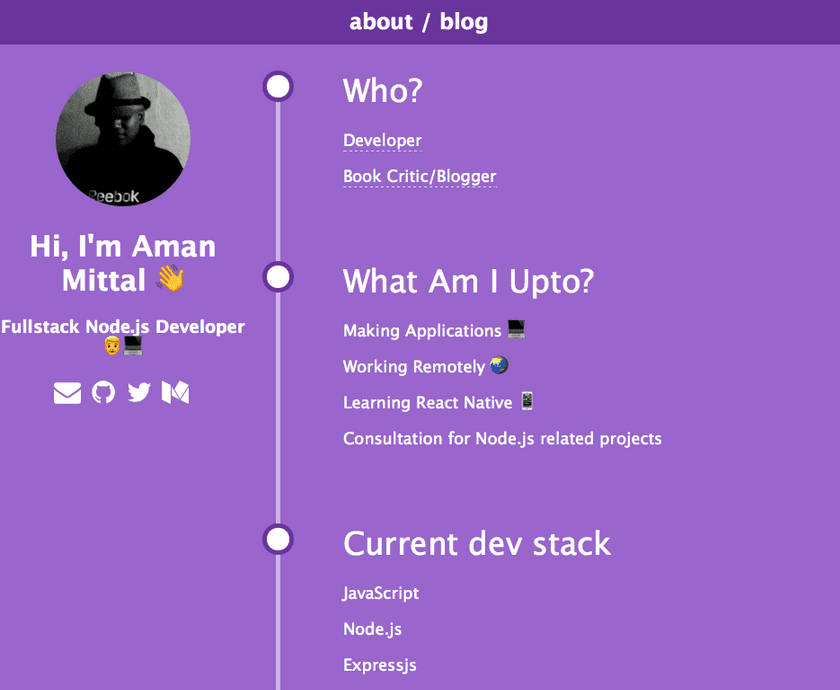 about / blog
Reebok
Hi, I'm Aman
Mittal 👋
Fullstack Node.js Developer
👨💻
Who?
Developer
Book Critic/Blogger
What Am I Upto?
Making Applications 💻
Working Remotely 🌏
Learning React Native 📱
Consultation for Node.js related projects
Current dev stack
JavaScript
Node.js
Expressjs